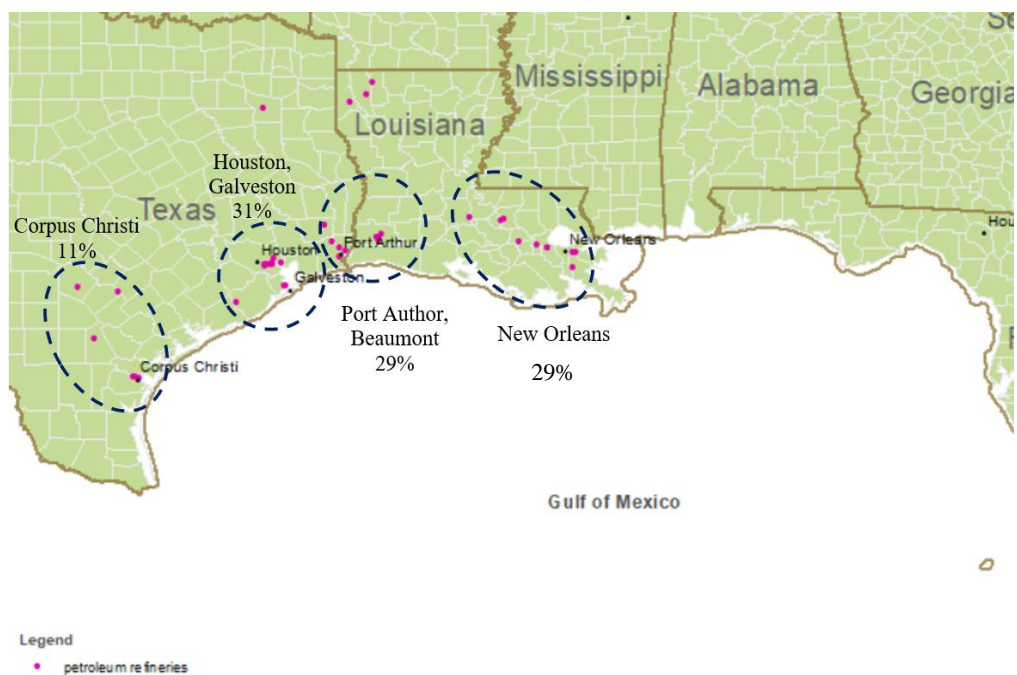 Mississippi
Alabama
Georgia
Louisiana
Houston,
Galveston
31%
Texas
Corpus Christi
11%
Houston
Port Arthur
New Orleans
Galveston
Port Author,
Beaumont
29%
New Orleans
29%
Corpus Christi
Gulf of Mexico
Legend
petroleum refineries